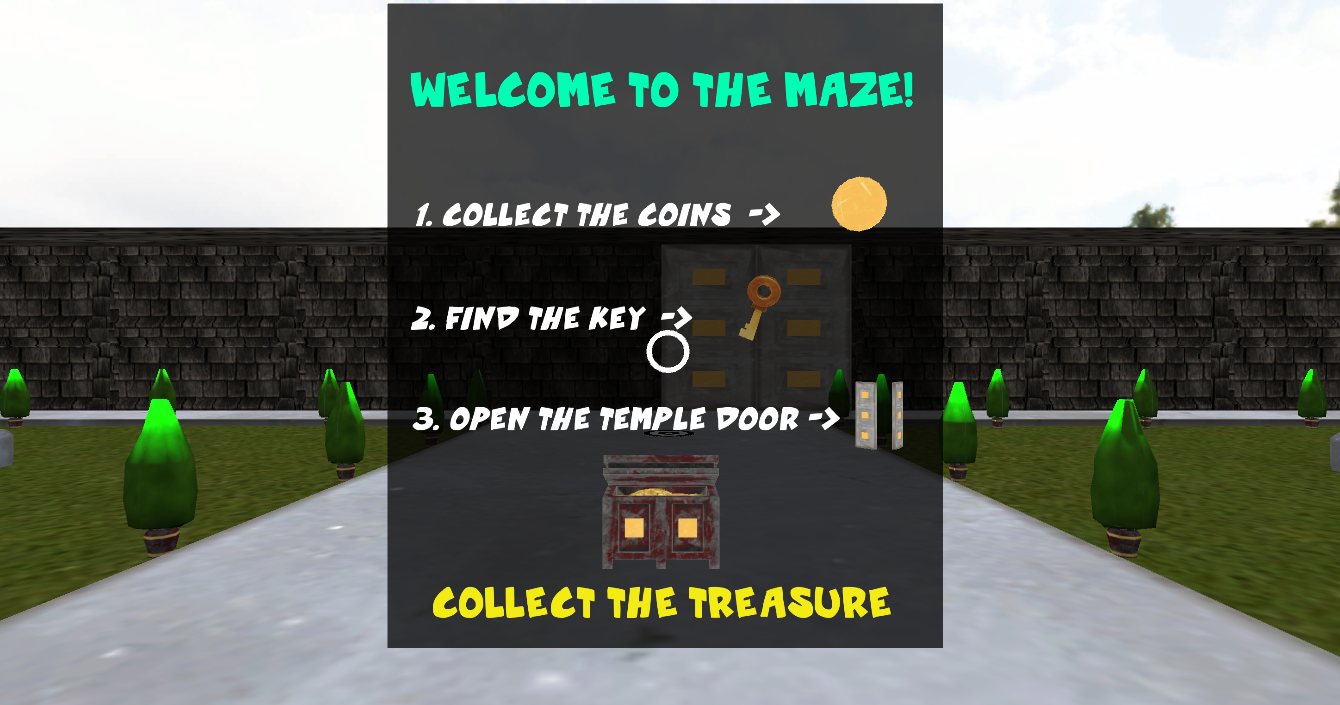 WELCOME TO THE MAZE!
1. COLLECT THE COINS ->
2. FIND THE KEY ->
3. OPEN THE TEMPLE DOOR ->
COLLECT THE TREASURE